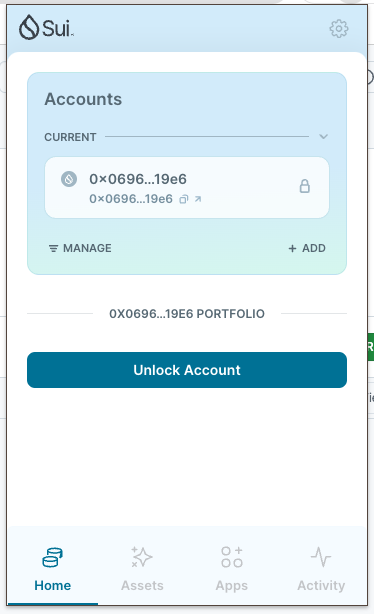 Sui™
Accounts
CURRENT
0×0696...19e6
0×0696...19e6
MANAGE
+ ADD
0X0696...19E6 PORTFOLIO
Unlock Account
Home
Assets
Apps
Activity